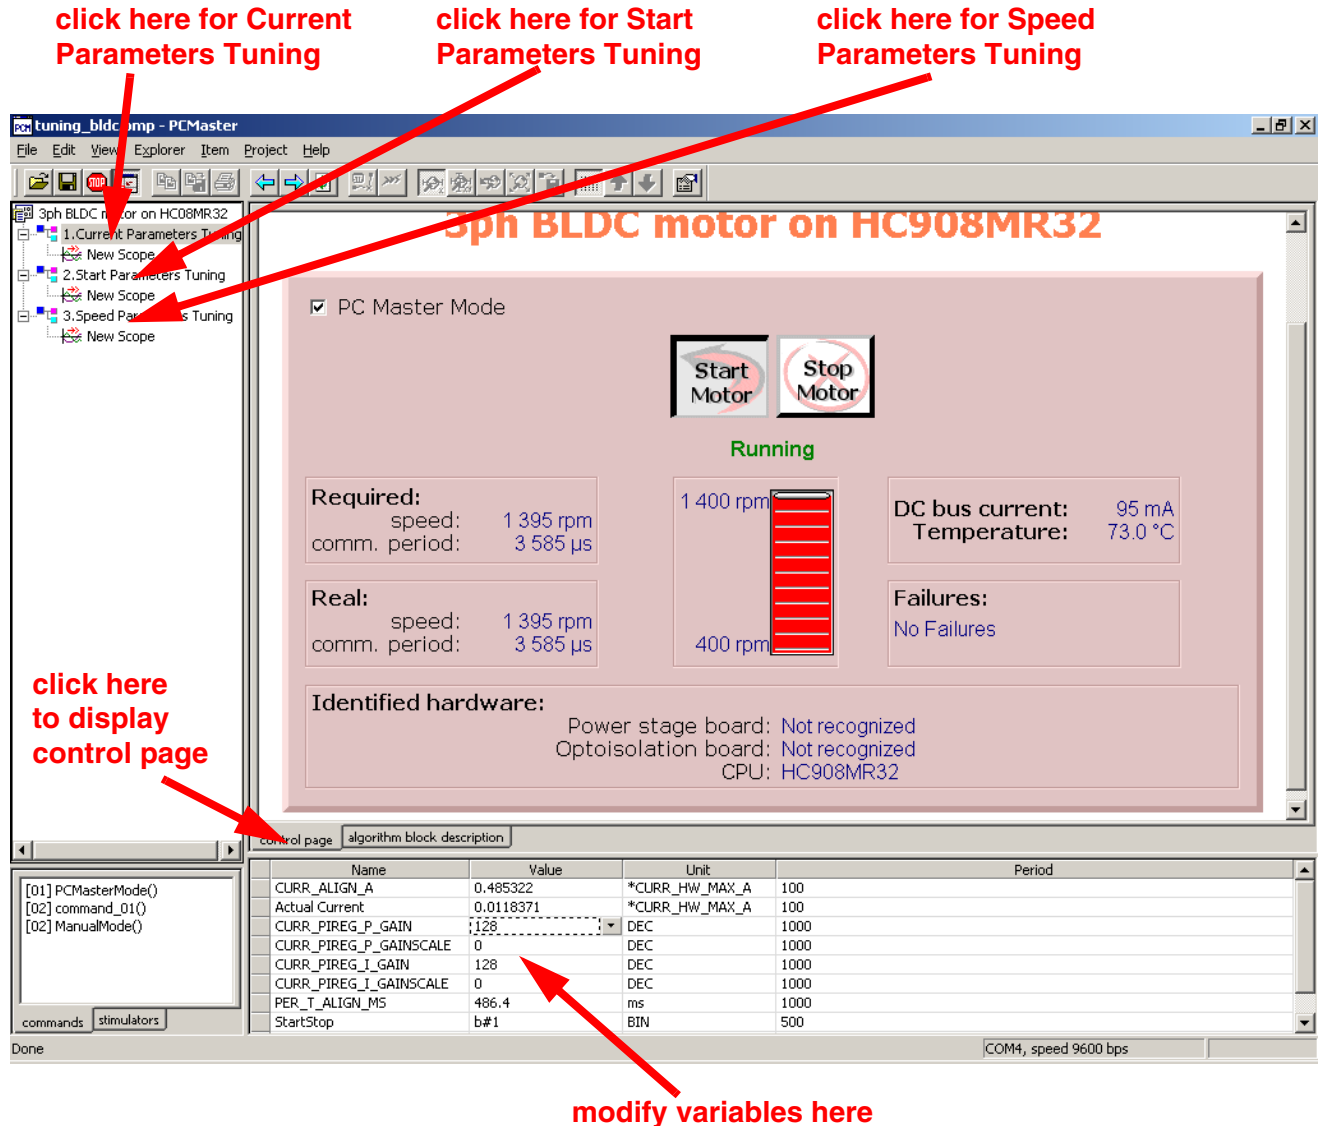 click here for Current
Parameters Tuning
click here for Start
Parameters Tuning
click here for Speed
Parameters Tuning
PCM tuning_bldc.pmp - PCMaster
File Edit View Explorer Item Project Help
STOP
3ph BLDC motor on HC08MR32
1.Current Parameters Tuning
New Scope
2.Start Parameters Tuning
New Scope
3.Speed Parameters Tuning
New Scope
3ph BLDC motor on HC908MR32
PC Master Mode
Start
Motor
Stop
Motor
Running
Required:
speed: 1 395 rpm
comm. period: 3 585 µs
1 400 rpm
400 rpm
DC bus current: 95 mA
Temperature: 73.0 °C
Real:
speed: 1 395 rpm
comm. period: 3 585 µs
Failures:
No Failures
Identified hardware:
Power stage board: Not recognized
Optoisolation board: Not recognized
CPU: HC908MR32
click here
to display
control page
control page algorithm block description
[01] PCMasterMode()
[02] command_01()
[02] ManualMode()
commands stimulators
Name Value Unit Period
CURR_ALIGN_A 0.485322 *CURR_HW_MAX_A 100
Actual Current 0.0118371 *CURR_HW_MAX_A 100
CURR_PIREG_P_GAIN 128 DEC 1000
CURR_PIREG_P_GAINSCALE 0 DEC 1000
CURR_PIREG_I_GAIN 128 DEC 1000
CURR_PIREG_I_GAINSCALE 0 DEC 1000
PER_T_ALIGN_MS 486.4 ms 1000
StartStop b#1 BIN 500
Done
COM4, speed 9600 bps
modify variables here